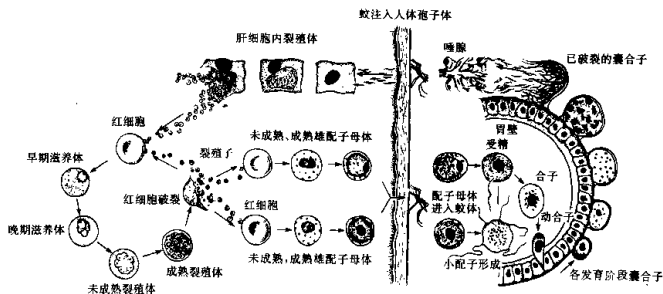 蚊注入人体孢子体
肝细胞内裂殖体
唾腺
已破裂的囊合子
红细胞
未成熟、成熟雄配子母体
胃壁
受精
裂殖子
早期滋养体
合子
配子母体
进入蚊体
红细胞破裂
红细胞
动合子
晚期滋养体
成熟裂殖体
未成熟;成熟雌配子母体
小配子形成
各发育阶段囊合子
未成熟裂殖体